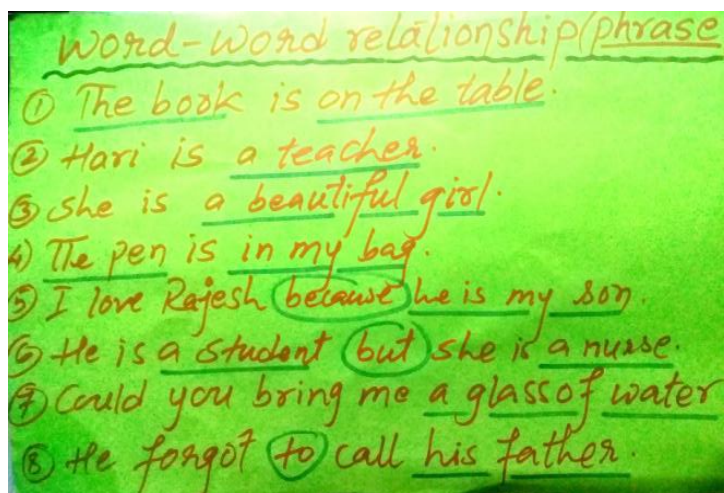 word-word relationship/phrase
① The book is on the table.
② Hari is a teacher.
③ She is a beautiful girl.
4) The pen is in my bag.
⑤ I love Rajesh because he is my son.
⑥ He is a student but she is a nurse.
⑦ Could you bring me a glass of water
⑧ He forgot to call his father.